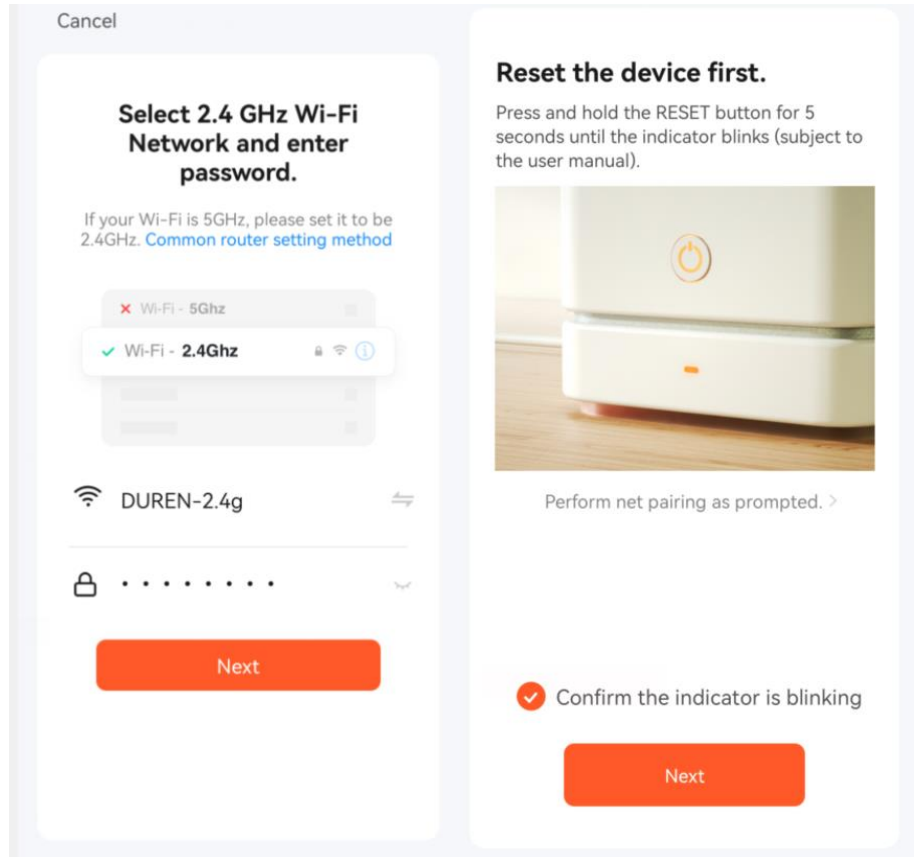 Cancel
Select 2.4 GHz Wi-Fi
Network and enter
password.
If your Wi-Fi is 5GHz, please set it to be
2.4GHz. Common router setting method
Wi-Fi - 5Ghz
Wi-Fi - 2.4Ghz
DUREN-2.4g
Next
Reset the device first.
Press and hold the RESET button for 5
seconds until the indicator blinks (subject to
the user manual).
Perform net pairing as prompted. >
Confirm the indicator is blinking
Next